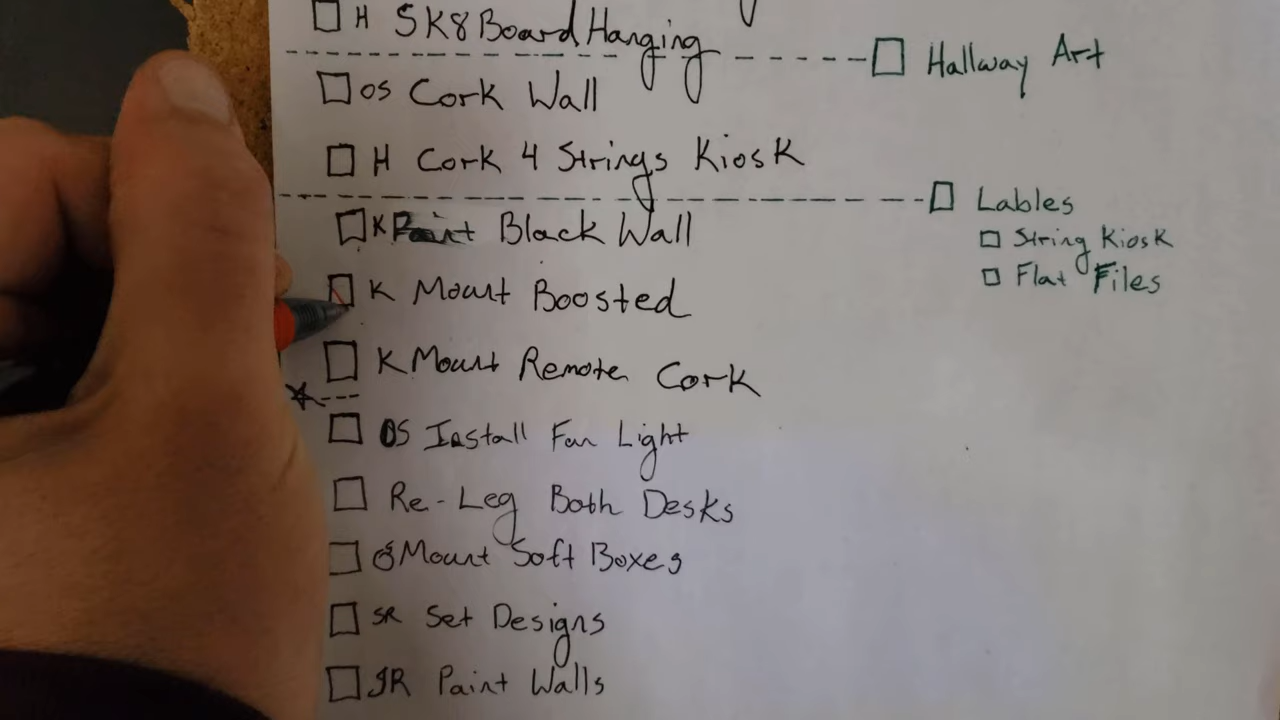 H SK8 Board Hanging
Hallway Art
OS Cork Wall
H Cork 4 Strings Kiosk
Lables
K Paint Black Wall
String Kiosk
Flat Files
K Mount Boosted
K Mount Remote Cork
OS Install Fan Light
Re-Leg Both Desks
Mount Soft Boxes
SR Set Designs
SR Paint Walls